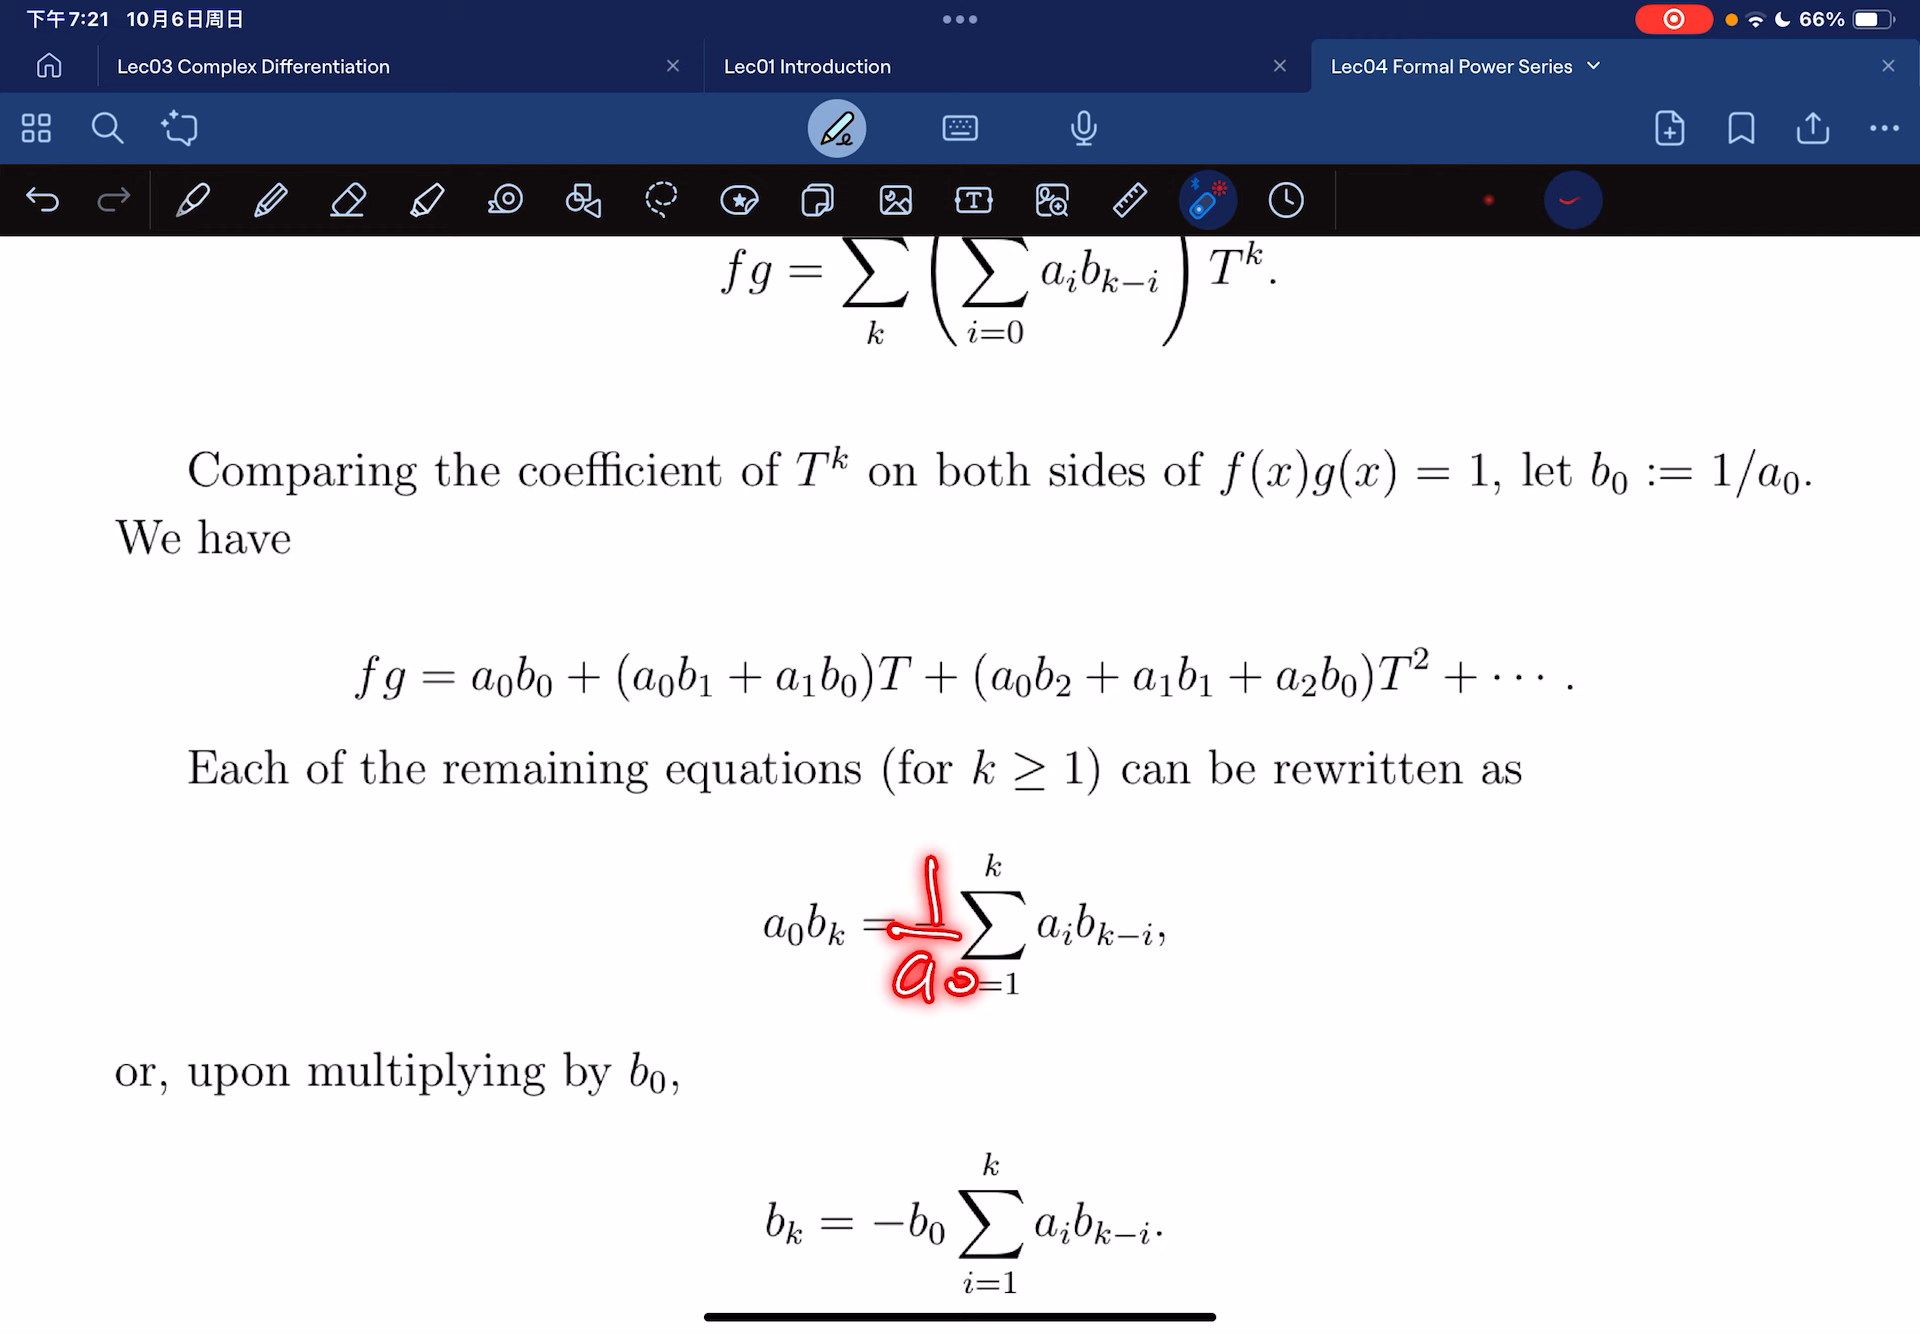 下午7:21 10月6日周日 66%
Lec03 Complex Differentiation
Lec01 Introduction
Lec04 Formal Power Series
fg = ∑_k ( ∑_{i=0} a_i b_{k−i} ) T^k.
Comparing the coefficient of T^k on both sides of f(x)g(x) = 1, let b_0 := 1/a_0.
We have
fg = a_0b_0 + (a_0b_1 + a_1b_0)T + (a_0b_2 + a_1b_1 + a_2b_0)T^2 + ··· .
Each of the remaining equations (for k ≥ 1) can be rewritten as
a_0b_k = − ∑_{i=1}^{k} a_i b_{k−i},
1/a_0
or, upon multiplying by b_0,
b_k = −b_0 ∑_{i=1}^{k} a_i b_{k−i}.